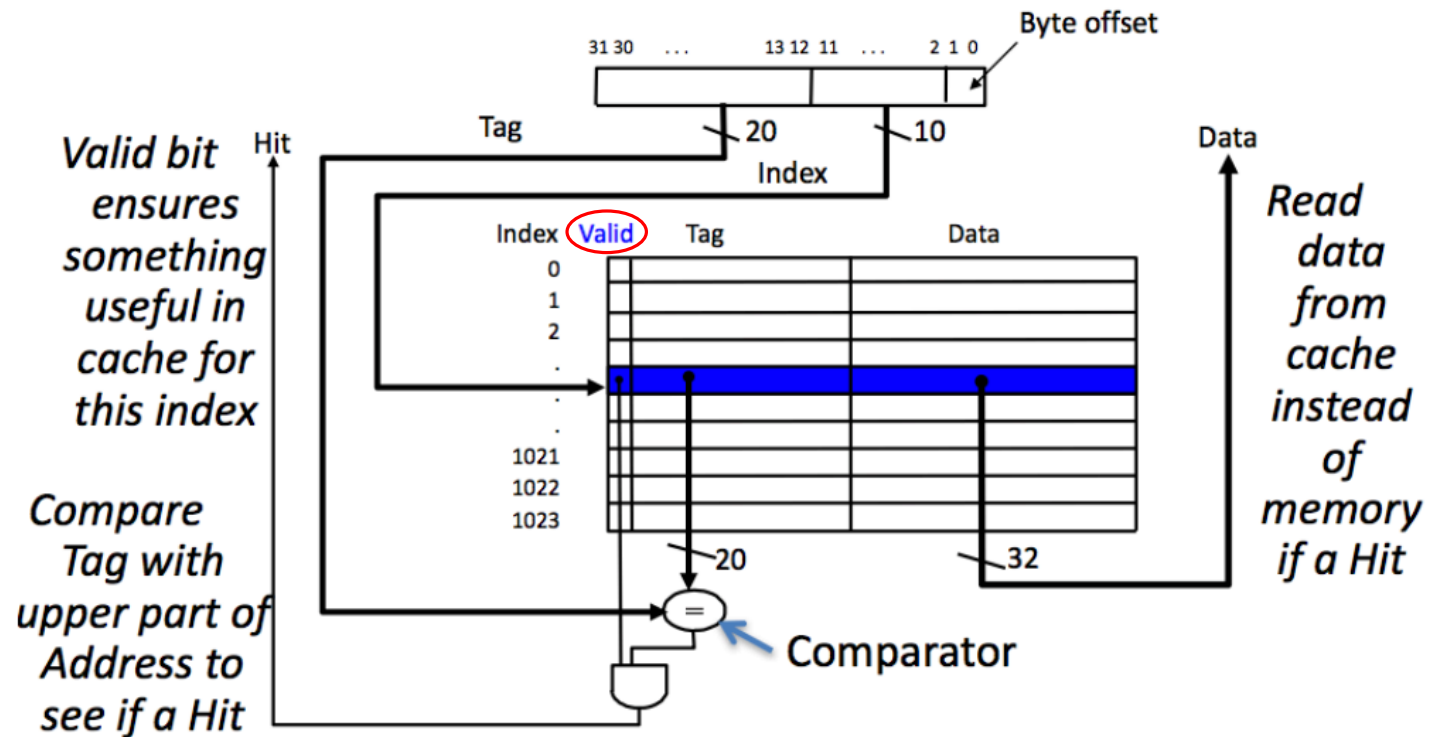 Byte offset
31 30 ... 13 12 11 ... 2 1 0
Tag
20
10
Index
Hit
Data
Valid bit
ensures
something
useful in
cache for
this index
Compare
Tag with
upper part of
Address to
see if a Hit
Index Valid Tag Data
0
1
2
.
.
.
1021
1022
1023
20
32
=
Comparator
Read
data
from
cache
instead
of
memory
if a Hit